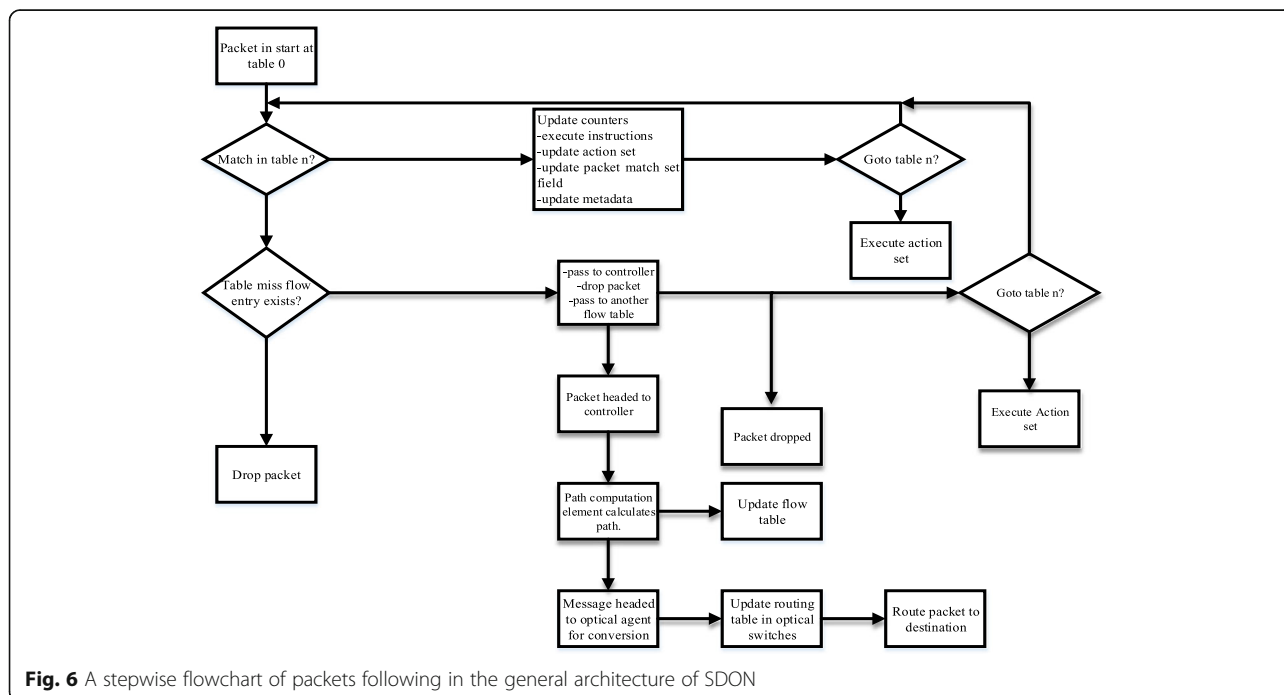 Packet in start at
table 0
Match in table n?
Update counters
-execute instructions
-update action set
-update packet match set
field
-update metadata
Goto table n?
Execute action
set
Table miss flow
entry exists?
-pass to controller
-drop packet
-pass to another
flow table
Goto table n?
Packet headed to
controller
Packet dropped
Execute Action
set
Drop packet
Path computation
element calculates
path.
Update flow
table
Message headed
to optical agent
for conversion
Update routing
table in optical
switches
Route packet to
destination
Fig. 6 A stepwise flowchart of packets following in the general architecture of SDON